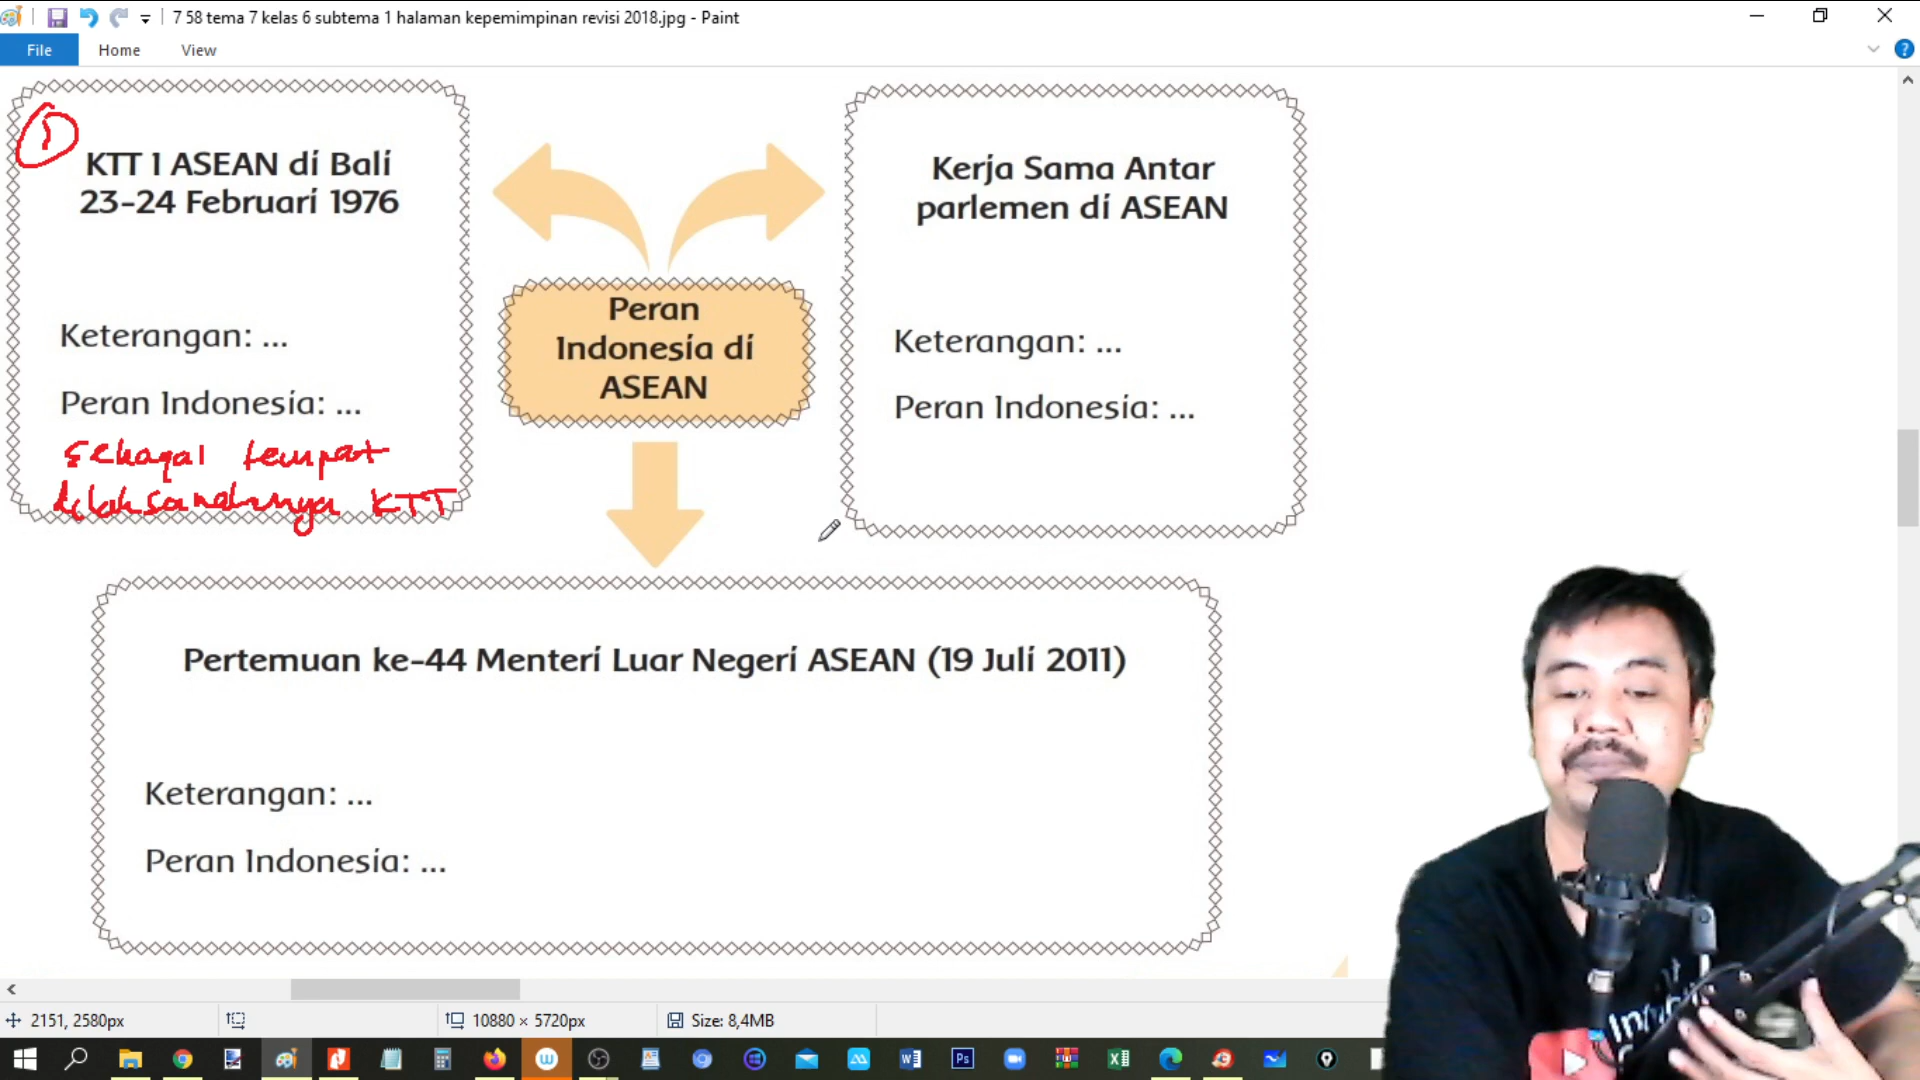 7 58 tema 7 kelas 6 subtema 1 halaman kepemimpinan revisi 2018.jpg - Paint
File Home View
1
KTT 1 ASEAN di Bali
23-24 Februari 1976
Keterangan: ...
Peran Indonesia: ...
sebagai tempat
dilaksanakannya KTT
Peran
Indonesia di
ASEAN
Kerja Sama Antar
parlemen di ASEAN
Keterangan: ...
Peran Indonesia: ...
Pertemuan ke-44 Menteri Luar Negeri ASEAN (19 Juli 2011)
Keterangan: ...
Peran Indonesia: ...
2151, 2580px
10880 × 5720px
Size: 8,4MB